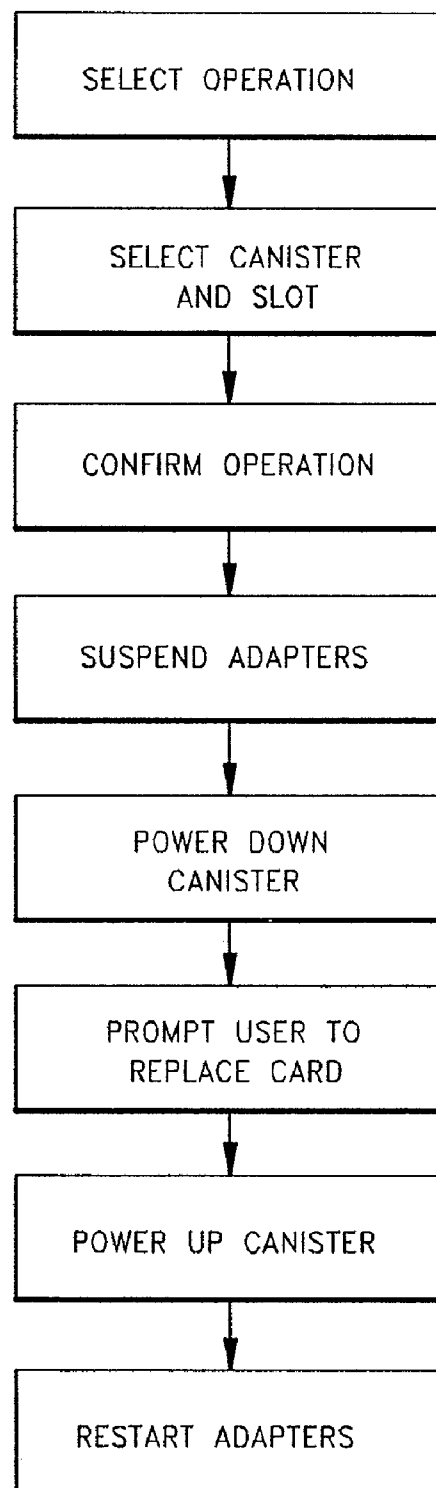 SELECT OPERATION
SELECT CANISTER
AND SLOT
CONFIRM OPERATION
SUSPEND ADAPTERS
POWER DOWN
CANISTER
PROMPT USER TO
REPLACE CARD
POWER UP CANISTER
RESTART ADAPTERS